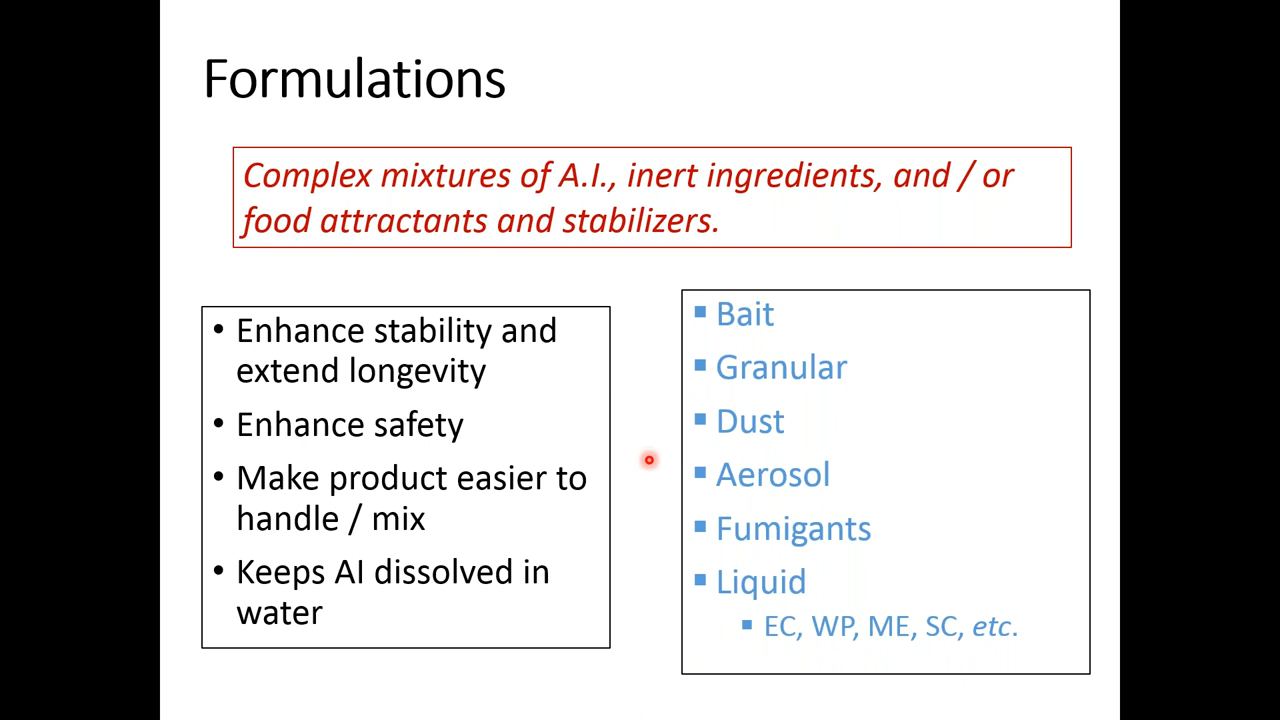 Formulations
Complex mixtures of A.I., inert ingredients, and / or
food attractants and stabilizers.
• Enhance stability and
extend longevity
• Enhance safety
• Make product easier to
handle / mix
• Keeps AI dissolved in
water
▪ Bait
▪ Granular
▪ Dust
▪ Aerosol
▪ Fumigants
▪ Liquid
▪ EC, WP, ME, SC, etc.